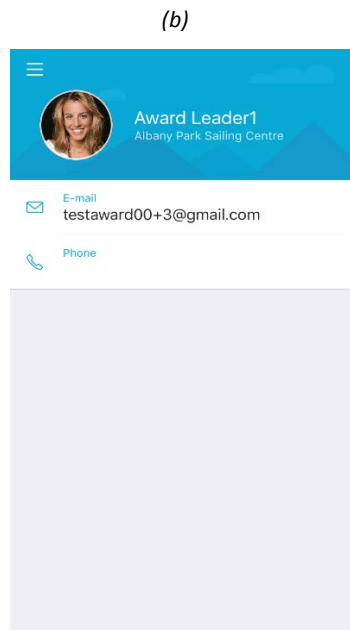 (b)
Award Leader1
Albany Park Sailing Centre
E-mail
testaward00+3@gmail.com
Phone